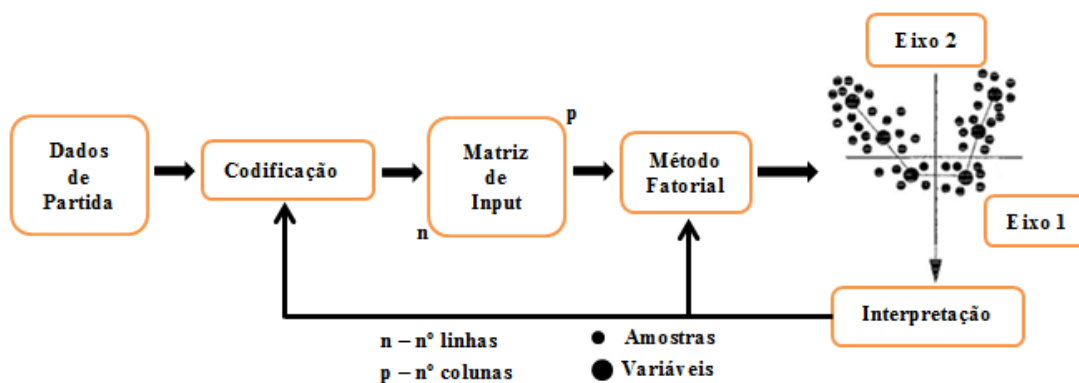 Dados
de
Partida
Codificação
Matriz
de
Input
p
n
Método
Fatorial
Eixo 2
Eixo 1
Interpretação
n – nº linhas
p – nº colunas
Amostras
Variáveis